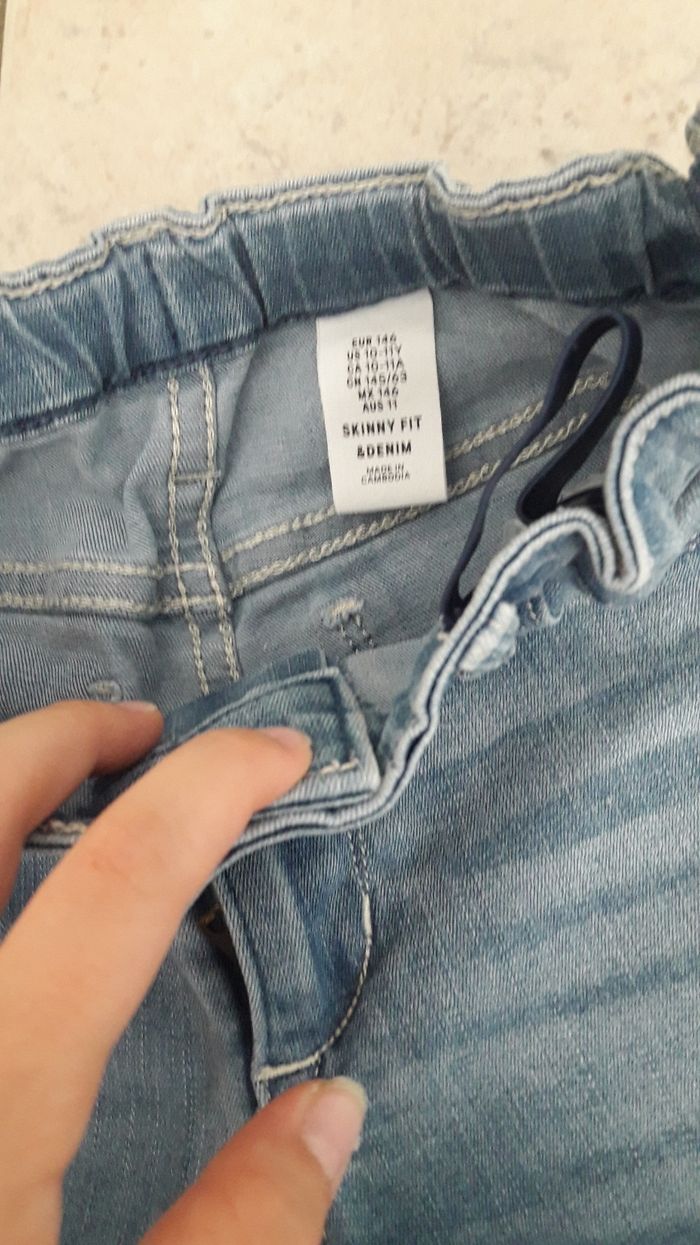 EUR 146
US 10-11Y
CA 10-11A
CN 145/63
MX 146
AUS 11
SKINNY FIT
&DENIM
MADE IN
CAMBODIA